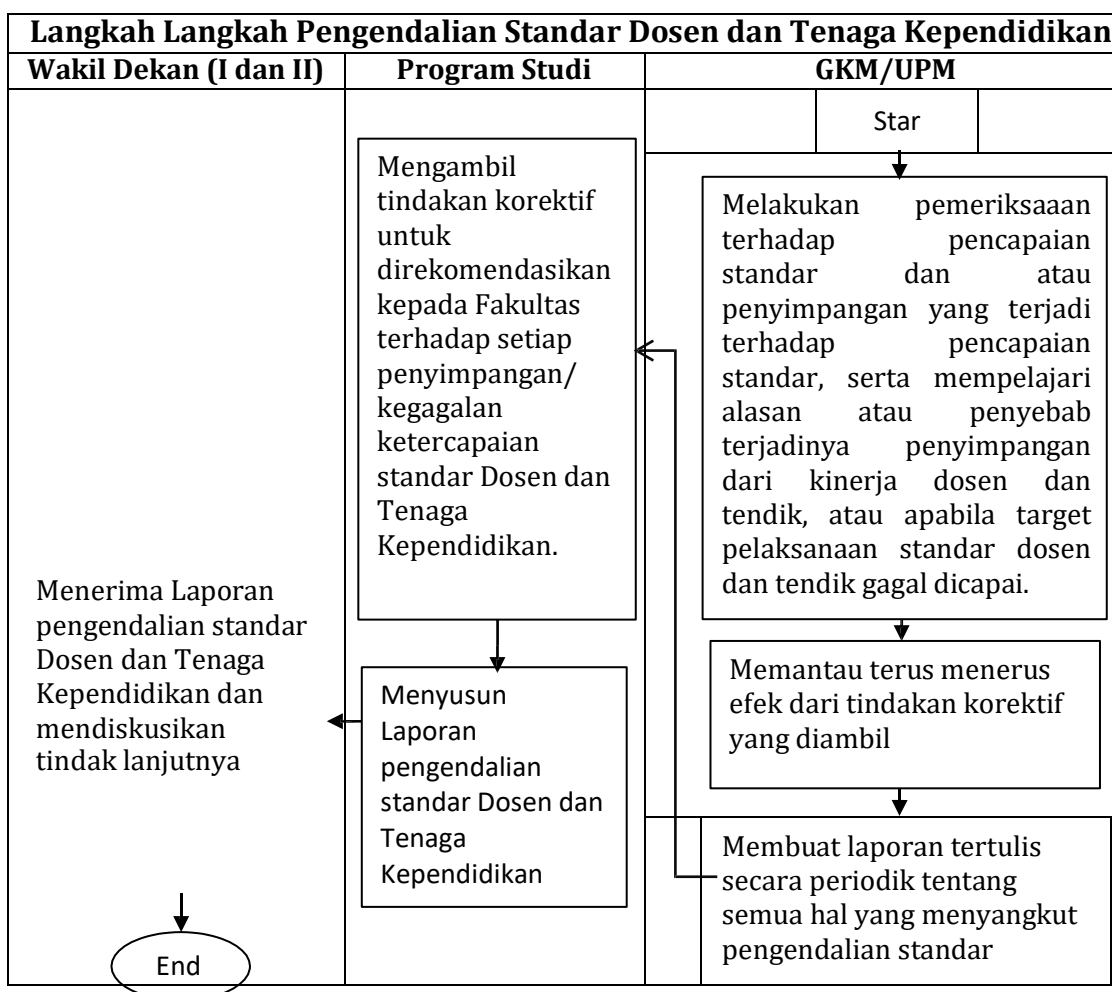 Langkah Langkah Pengendalian Standar Dosen dan Tenaga Kependidikan
Wakil Dekan (I dan II)
Program Studi
GKM/UPM
Star
Melakukan pemeriksaaan
terhadap pencapaian
standar dan atau
penyimpangan yang terjadi
terhadap pencapaian
standar, serta mempelajari
alasan atau penyebab
terjadinya penyimpangan
dari kinerja dosen dan
tendik, atau apabila target
pelaksanaan standar dosen
dan tendik gagal dicapai.
Memantau terus menerus
efek dari tindakan korektif
yang diambil
Membuat laporan tertulis
secara periodik tentang
semua hal yang menyangkut
pengendalian standar
Mengambil
tindakan korektif
untuk
direkomendasikan
kepada Fakultas
terhadap setiap
penyimpangan/
kegagalan
ketercapaian
standar Dosen dan
Tenaga
Kependidikan.
Menyusun
Laporan
pengendalian
standar Dosen dan
Tenaga
Kependidikan
Menerima Laporan
pengendalian standar
Dosen dan Tenaga
Kependidikan dan
mendiskusikan
tindak lanjutnya
End